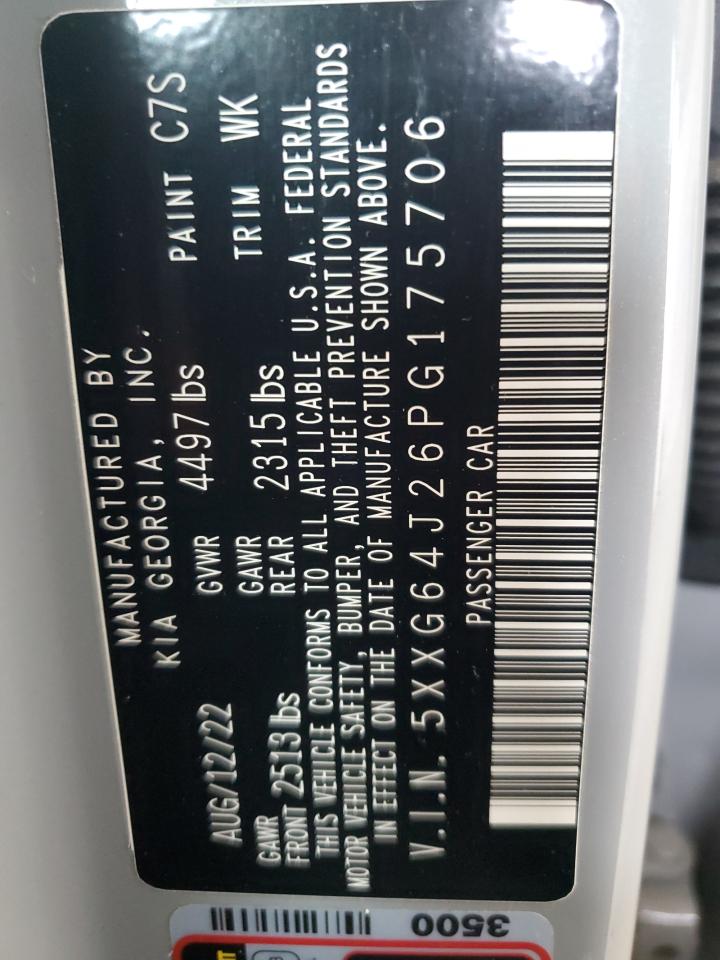 MANUFACTURED BY
KIA GEORGIA, INC.
AUG/12/22 GVWR 4497 lbs PAINT C7S
GAWR GAWR
FRONT 2513 lbs REAR 2315 lbs TRIM WK
THIS VEHICLE CONFORMS TO ALL APPLICABLE U.S.A. FEDERAL
MOTOR VEHICLE SAFETY, BUMPER, AND THEFT PREVENTION STANDARDS
IN EFFECT ON THE DATE OF MANUFACTURE SHOWN ABOVE.
V.I.N. 5XXG64J26PG175706
PASSENGER CAR
3500